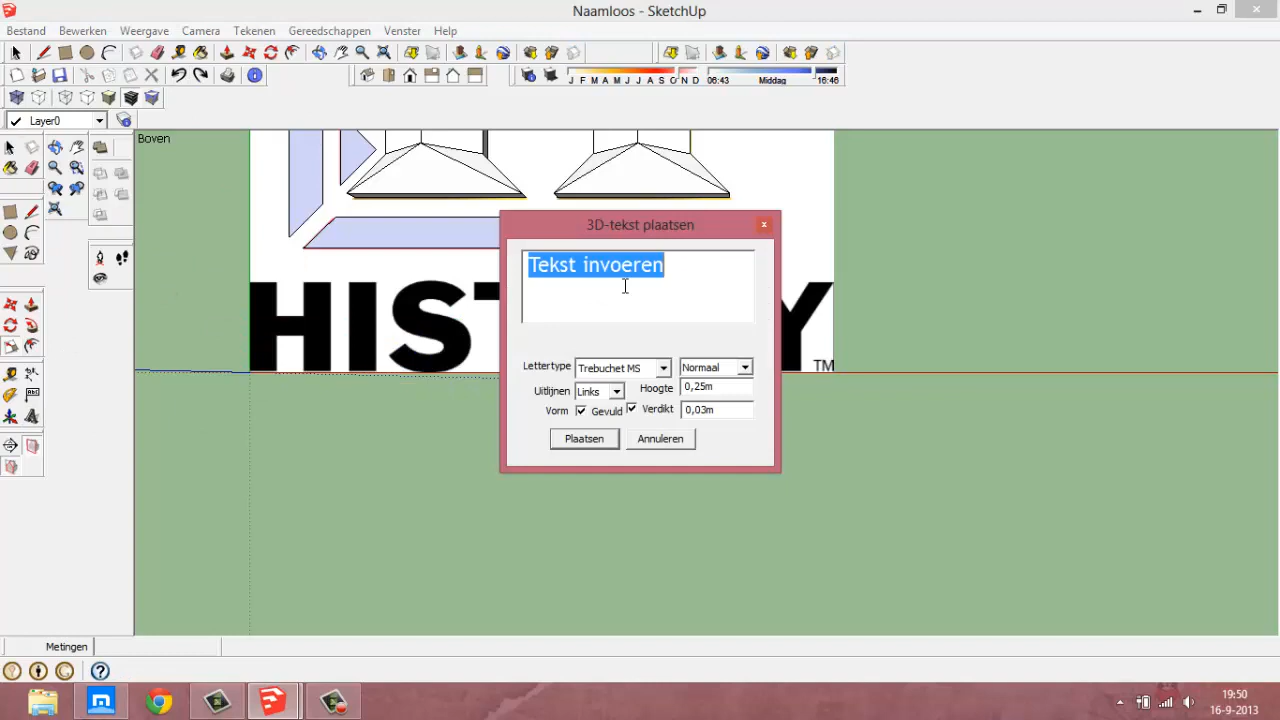 Naamloos - SketchUp
Bestand Bewerken Weergave Camera Tekenen Gereedschappen Venster Help
J F M A M J J A S O N D 06:43 Middag 16:46
Layer0
Boven
3D-tekst plaatsen
Tekst invoeren
HIST Y
TM
Lettertype Trebuchet MS Normaal
Uitlijnen Links Hoogte 0,25m
Vorm Gevuld Verdikt 0,03m
Plaatsen Annuleren
Metingen
19:50
16-9-2013